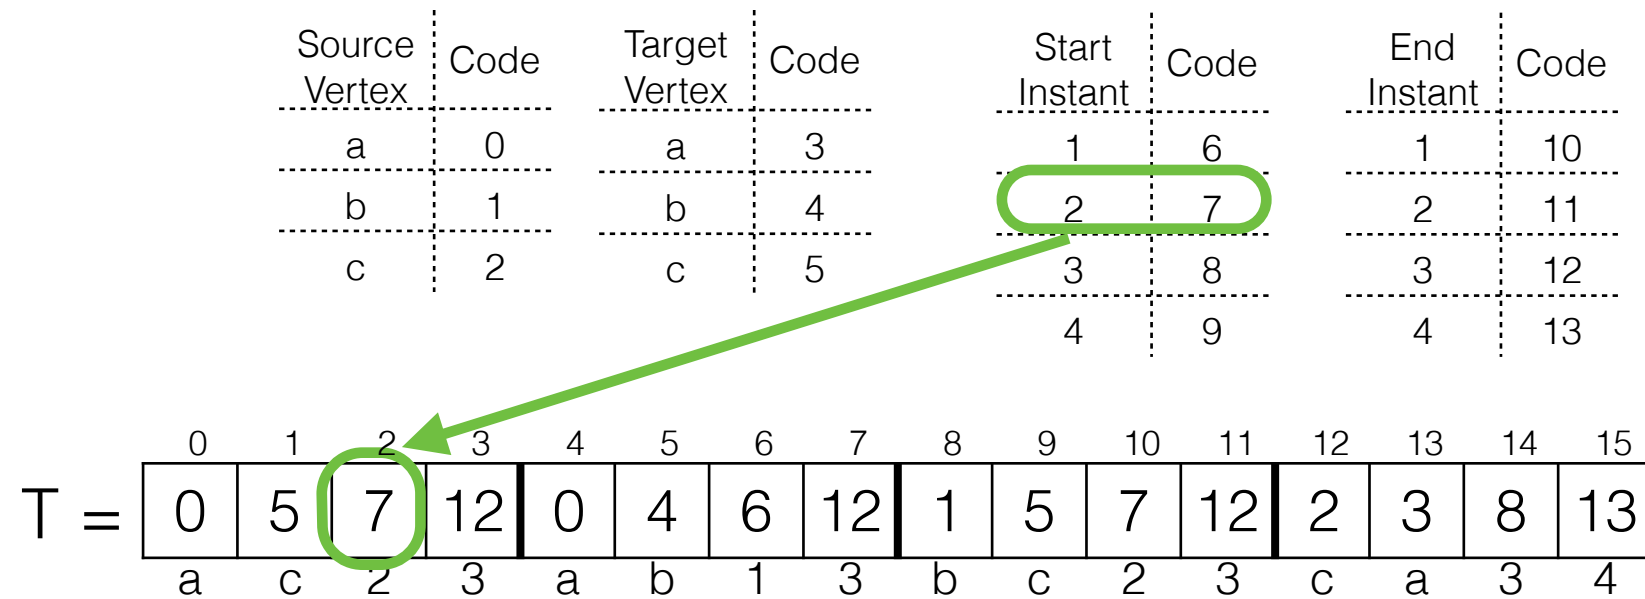 Source Vertex Code
a 0
b 1
c 2
Target Vertex Code
a 3
b 4
c 5
Start Instant Code
1 6
2 7
3 8
4 9
End Instant Code
1 10
2 11
3 12
4 13
0 1 2 3 4 5 6 7 8 9 10 11 12 13 14 15
T = 0 5 7 12 0 4 6 12 1 5 7 12 2 3 8 13
a c 2 3 a b 1 3 b c 2 3 c a 3 4